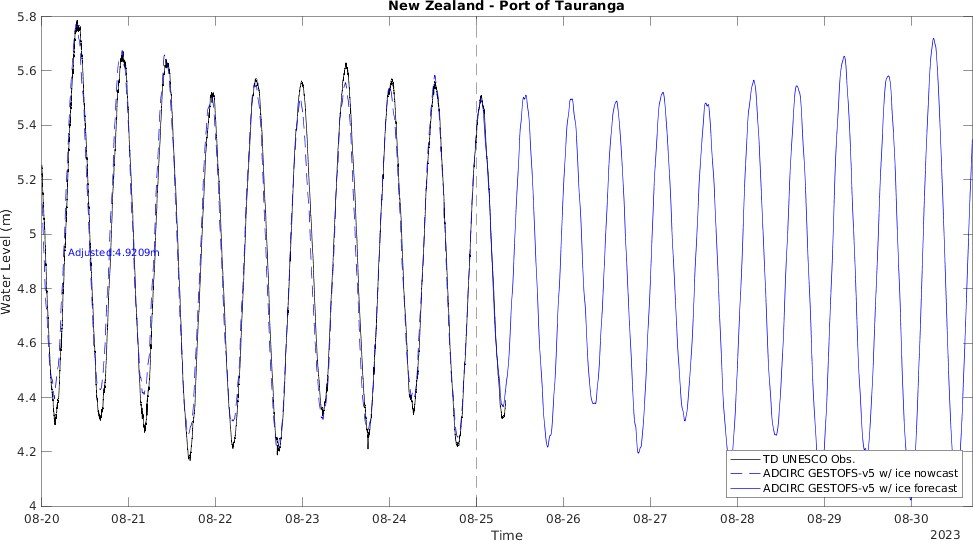 New Zealand - Port of Tauranga
5.8
5.6
5.4
5.2
5
4.8
4.6
4.4
4.2
4
Water Level (m)
Adjusted:4.9209m
TD UNESCO Obs.
ADCIRC GESTOFS-v5 w/ ice nowcast
ADCIRC GESTOFS-v5 w/ ice forecast
08-20 08-21 08-22 08-23 08-24 08-25 08-26 08-27 08-28 08-29 08-30
Time
2023